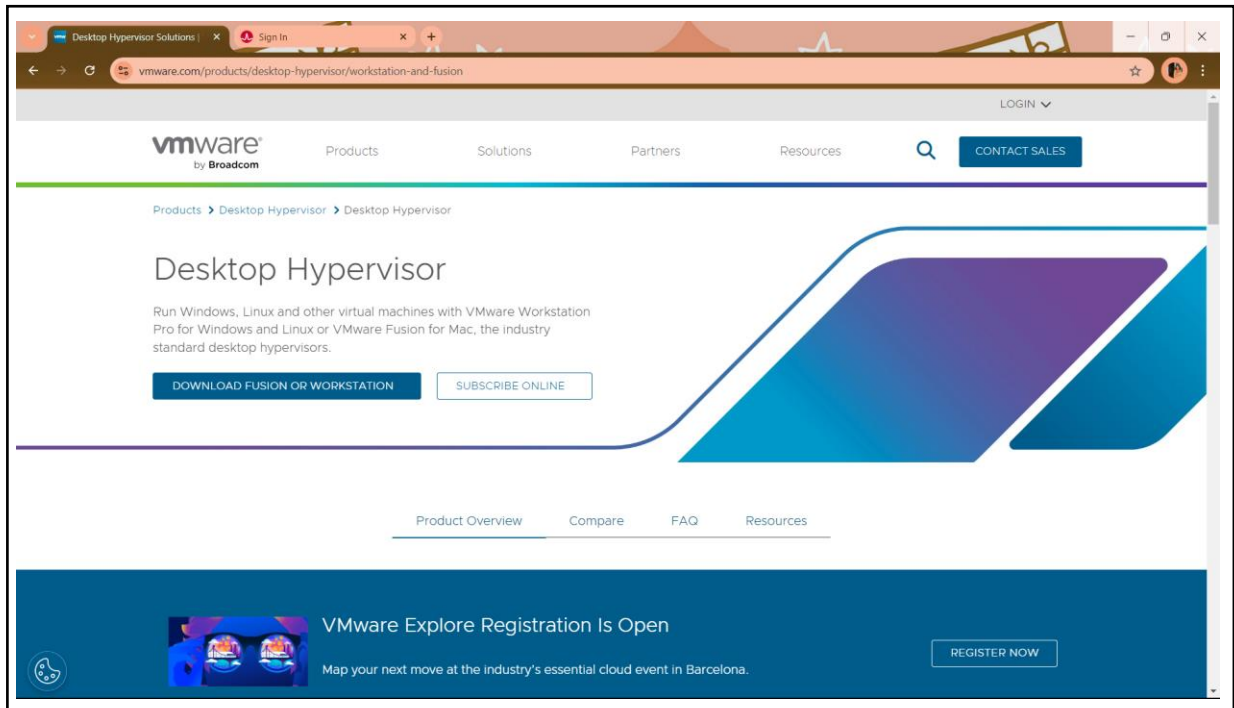 Desktop Hypervisor Solutions |
Sign In
vmware.com/products/desktop-hypervisor/workstation-and-fusion
LOGIN
vmware®
by Broadcom
Products
Solutions
Partners
Resources
CONTACT SALES
Products > Desktop Hypervisor > Desktop Hypervisor
Desktop Hypervisor
Run Windows, Linux and other virtual machines with VMware Workstation
Pro for Windows and Linux or VMware Fusion for Mac, the industry
standard desktop hypervisors.
DOWNLOAD FUSION OR WORKSTATION
SUBSCRIBE ONLINE
Product Overview
Compare
FAQ
Resources
VMware Explore Registration Is Open
Map your next move at the industry's essential cloud event in Barcelona.
REGISTER NOW